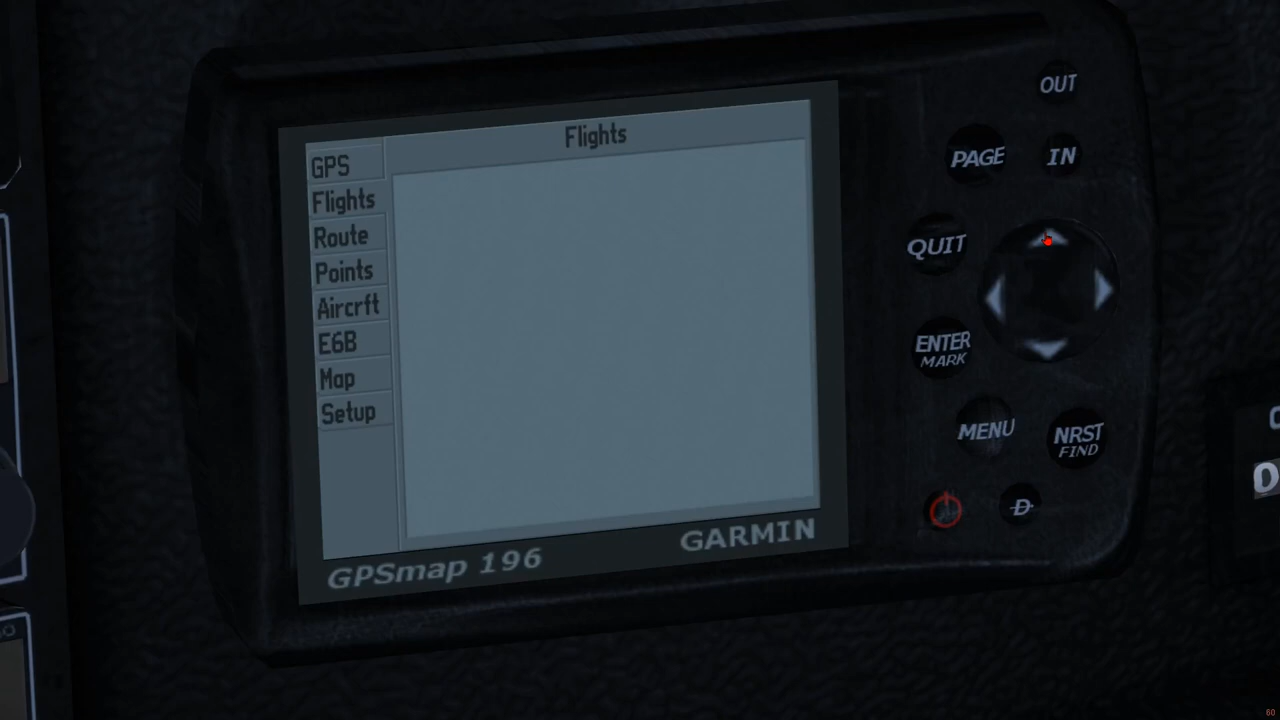 Flights
GPS
Flights
Route
Points
Aircrft
E6B
Map
Setup
GPSmap 196
GARMIN
OUT
PAGE
IN
QUIT
ENTER
MARK
MENU
NRST
FIND
D
60